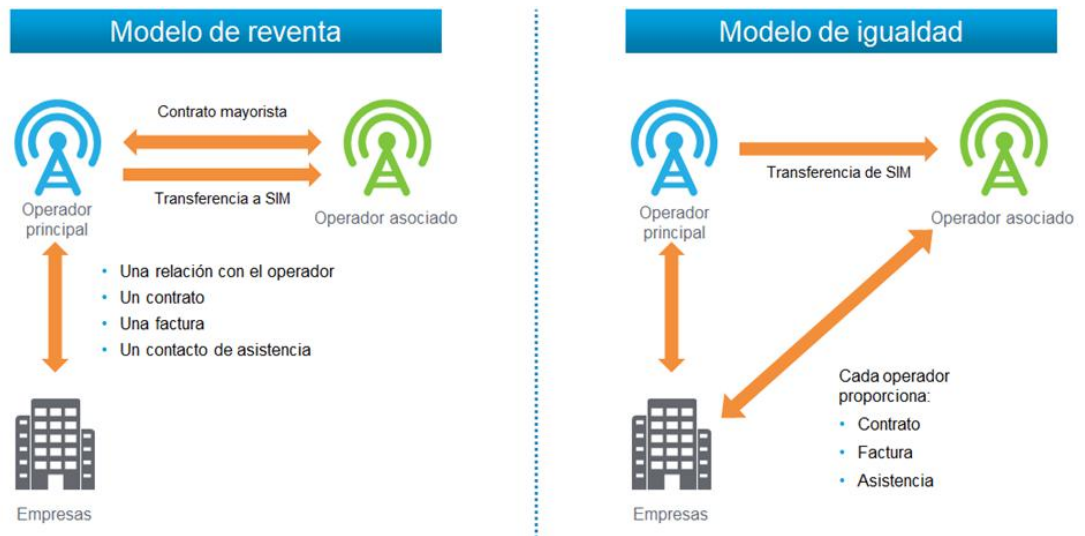 Modelo de reventa
Contrato mayorista
Transferencia a SIM
Operador
principal
Operador asociado
• Una relación con el operador
• Un contrato
• Una factura
• Un contacto de asistencia
Empresas
Modelo de igualdad
Transferencia de SIM
Operador
principal
Operador asociado
Cada operador
proporciona:
• Contrato
• Factura
• Asistencia
Empresas